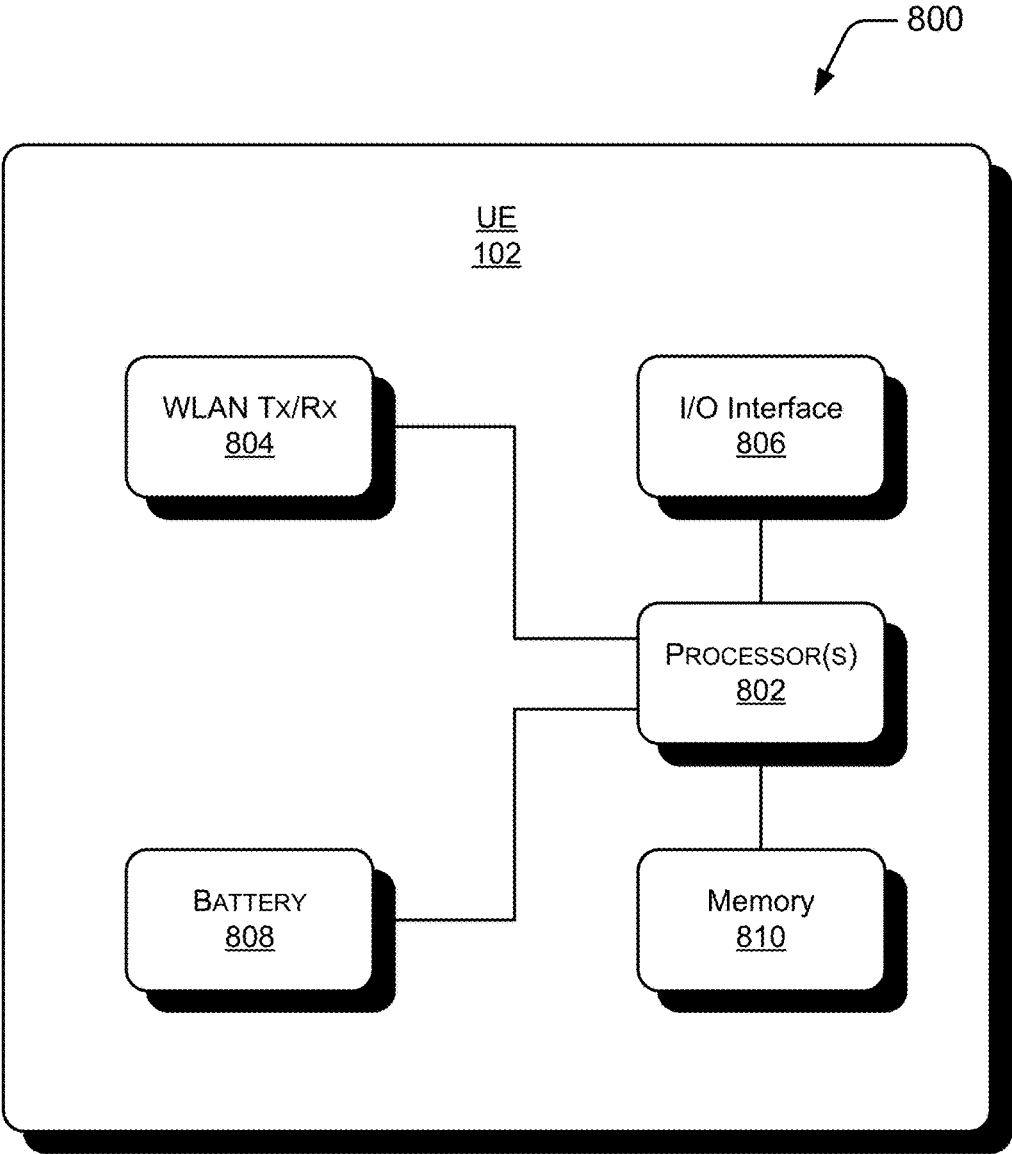 800
UE
102
WLAN TX/RX
804
I/O Interface
806
PROCESSOR(S)
802
BATTERY
808
Memory
810